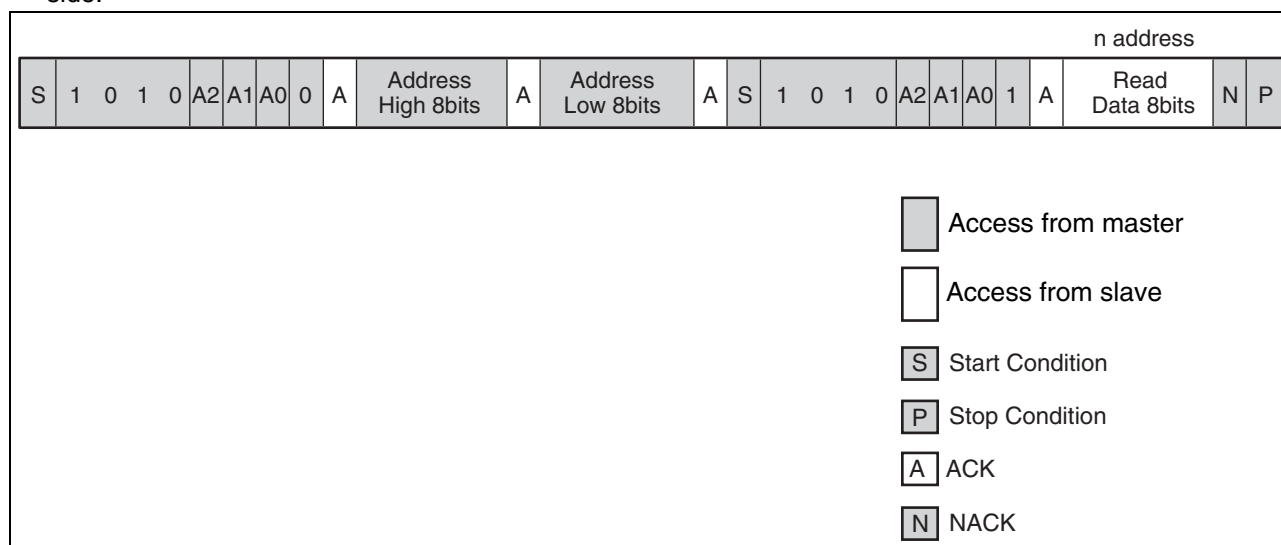 side.
n address
S 1 0 1 0 A2 A1 A0 0 A Address High 8bits A Address Low 8bits A S 1 0 1 0 A2 A1 A0 1 A Read Data 8bits N P
Access from master
Access from slave
S Start Condition
P Stop Condition
A ACK
N NACK